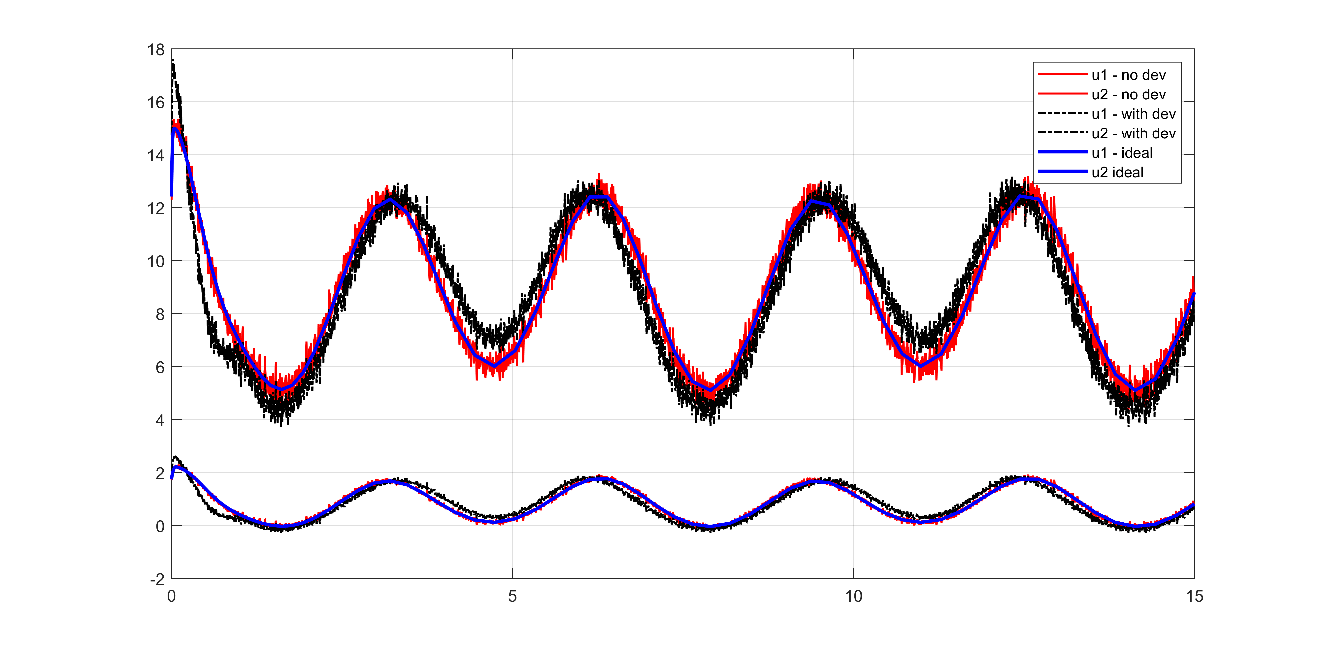 18
16
14
12
10
8
6
4
2
0
-2
0 5 10 15
u1 - no dev
u2 - no dev
u1 - with dev
u2 - with dev
u1 - ideal
u2 ideal